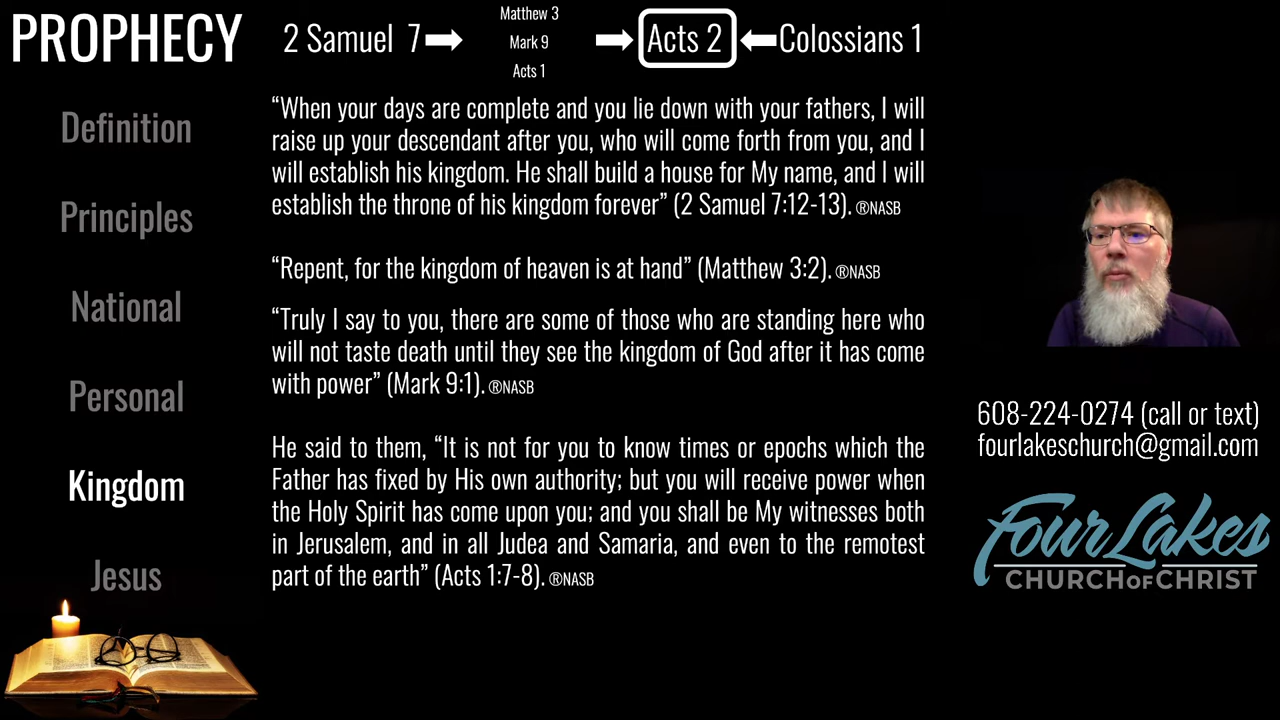 PROPHECY
2 Samuel 7
Matthew 3
Mark 9
Acts 1
Acts 2
Colossians 1
Definition
Principles
National
Personal
Kingdom
Jesus
“When your days are complete and you lie down with your fathers, I will
raise up your descendant after you, who will come forth from you, and I
will establish his kingdom. He shall build a house for My name, and I will
establish the throne of his kingdom forever” (2 Samuel 7:12-13). ®NASB
“Repent, for the kingdom of heaven is at hand” (Matthew 3:2). ®NASB
“Truly I say to you, there are some of those who are standing here who
will not taste death until they see the kingdom of God after it has come
with power” (Mark 9:1). ®NASB
He said to them, “It is not for you to know times or epochs which the
Father has fixed by His own authority; but you will receive power when
the Holy Spirit has come upon you; and you shall be My witnesses both
in Jerusalem, and in all Judea and Samaria, and even to the remotest
part of the earth” (Acts 1:7-8). ®NASB
608-224-0274 (call or text)
fourlakeschurch@gmail.com
Four Lakes
CHURCH OF CHRIST